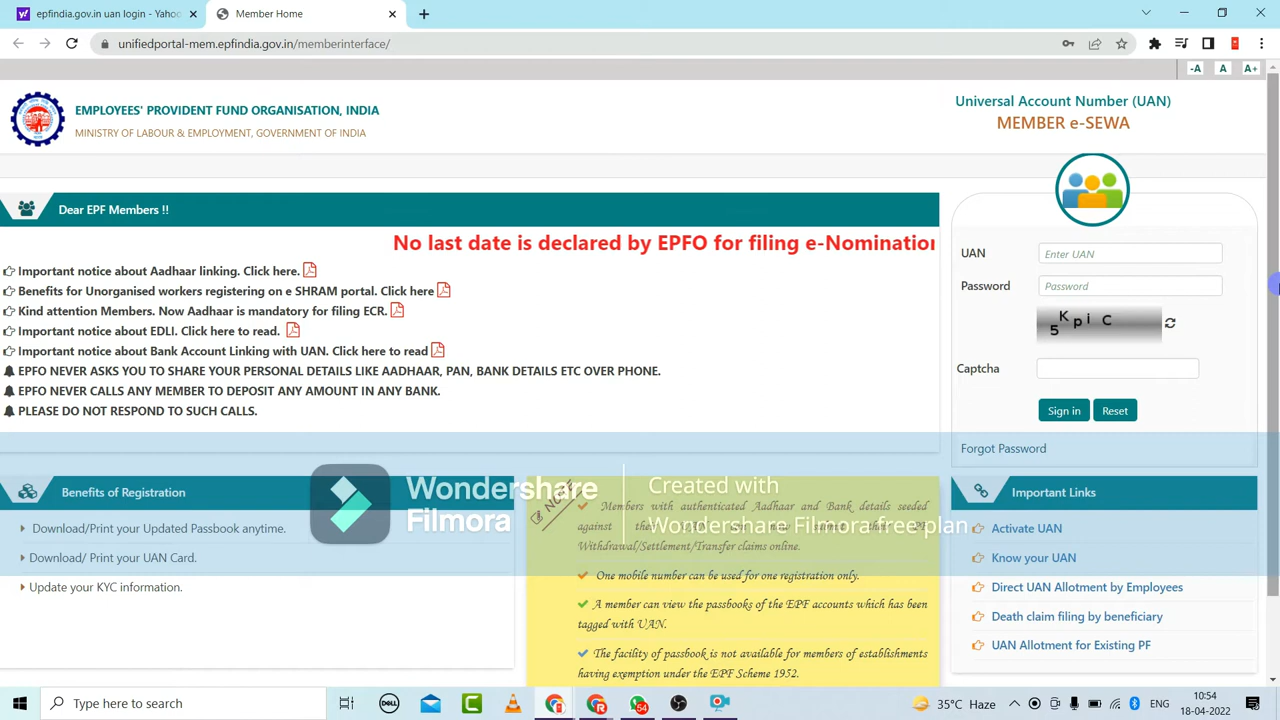 epfindia.gov.in uan login - Yahoo
Member Home
unifiedportal-mem.epfindia.gov.in/memberinterface/
-A A A+
EMPLOYEES' PROVIDENT FUND ORGANISATION, INDIA
MINISTRY OF LABOUR & EMPLOYMENT, GOVERNMENT OF INDIA
Universal Account Number (UAN)
MEMBER e-SEWA
Dear EPF Members !!
No last date is declared by EPFO for filing e-Nomination
Important notice about Aadhaar linking. Click here.
Benefits for Unorganised workers registering on e SHRAM portal. Click here
Kind attention Members. Now Aadhaar is mandatory for filing ECR.
Important notice about EDLI. Click here to read.
Important notice about Bank Account Linking with UAN. Click here to read
EPFO NEVER ASKS YOU TO SHARE YOUR PERSONAL DETAILS LIKE AADHAAR, PAN, BANK DETAILS ETC OVER PHONE.
EPFO NEVER CALLS ANY MEMBER TO DEPOSIT ANY AMOUNT IN ANY BANK.
PLEASE DO NOT RESPOND TO SUCH CALLS.
UAN Enter UAN
Password Password
5KpiC
Captcha
Sign in Reset
Forgot Password
Benefits of Registration
Download/Print your Updated Passbook anytime.
Download/ Print your UAN Card.
Update your KYC information.
Wondershare
Filmora
Created with
Wondershare Filmora free plan
NOTE
Members with authenticated Aadhaar and Bank details seeded
against
Withdrawal/Settlement/Transfer claims online.
One mobile number can be used for one registration only.
A member can view the passbooks of the EPF accounts which has been
tagged with UAN.
The facility of passbook is not available for members of establishments
having exemption under the EPF Scheme 1952.
Important Links
Activate UAN
Know your UAN
Direct UAN Allotment by Employees
Death claim filing by beneficiary
UAN Allotment for Existing PF
Type here to search
DELL
54
35°C Haze
ENG
10:54
18-04-2022